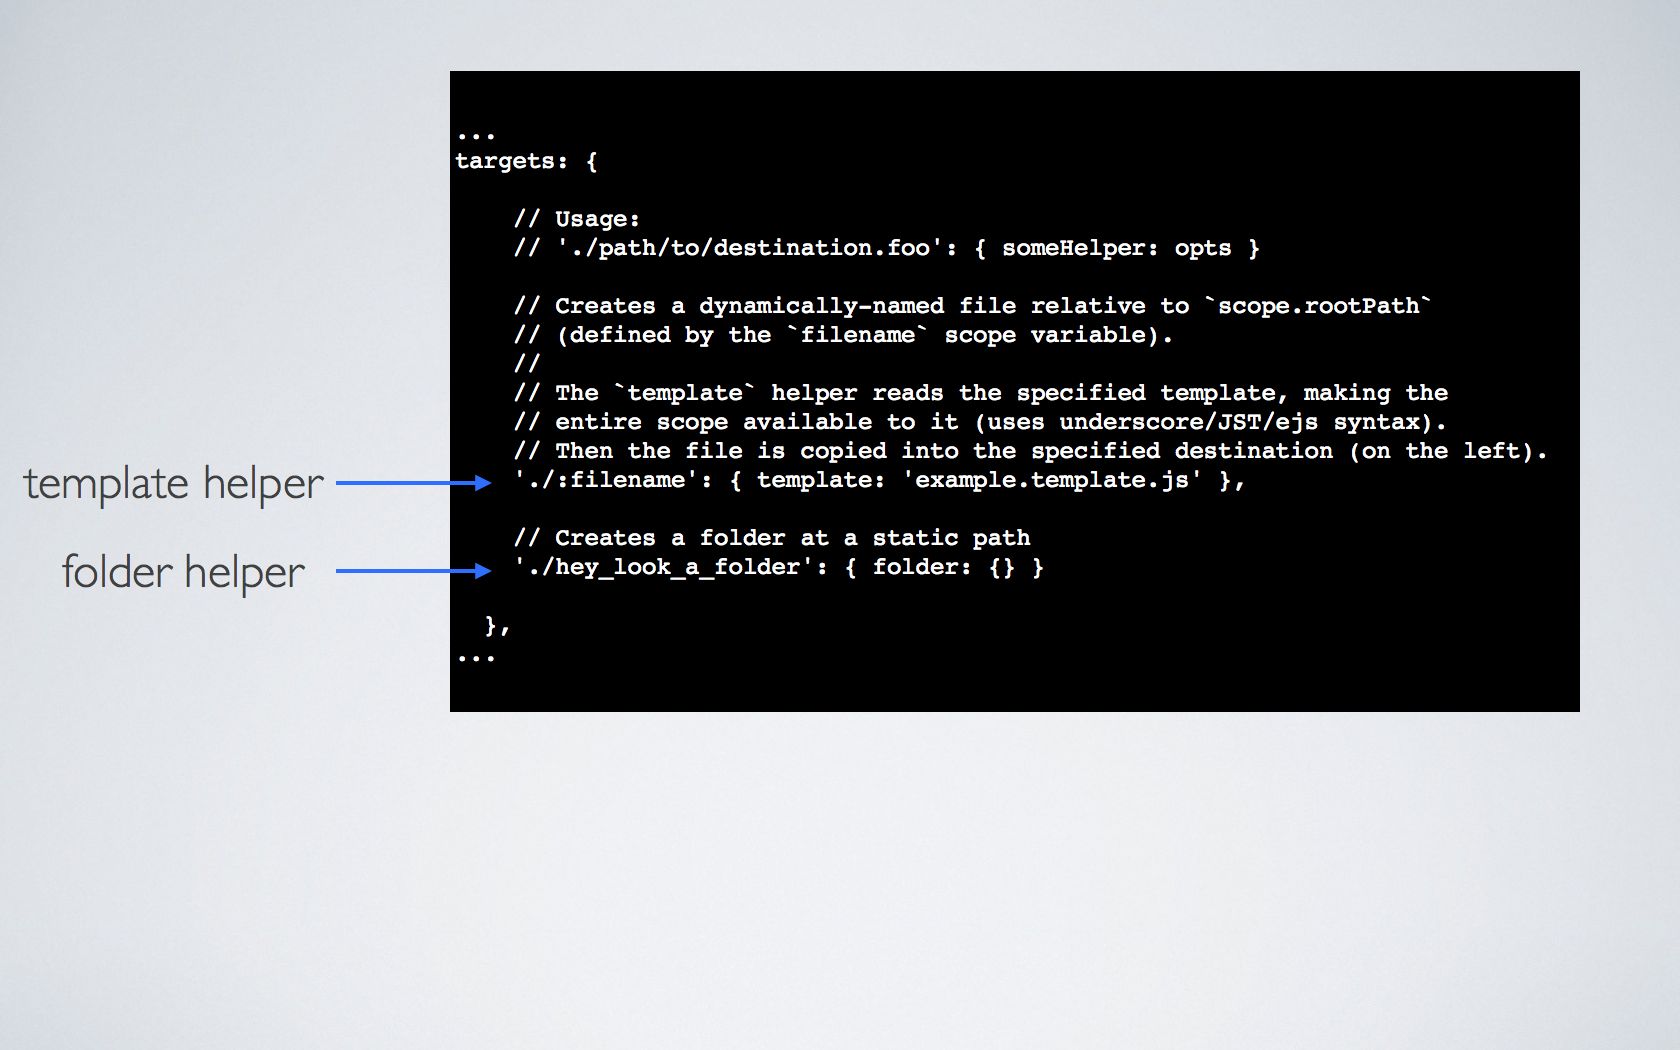 ...
targets: {
// Usage:
// './path/to/destination.foo': { someHelper: opts }
// Creates a dynamically-named file relative to `scope.rootPath`
// (defined by the `filename` scope variable).
//
// The `template` helper reads the specified template, making the
// entire scope available to it (uses underscore/JST/ejs syntax).
// Then the file is copied into the specified destination (on the left).
template helper
'./:filename': { template: 'example.template.js' },
// Creates a folder at a static path
folder helper
'./hey_look_a_folder': { folder: {} }
},
...